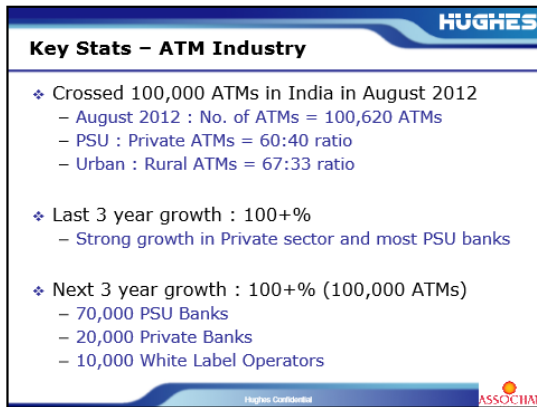 HUGHES
Key Stats – ATM Industry
❖ Crossed 100,000 ATMs in India in August 2012
– August 2012 : No. of ATMs = 100,620 ATMs
– PSU : Private ATMs = 60:40 ratio
– Urban : Rural ATMs = 67:33 ratio
❖ Last 3 year growth : 100+%
– Strong growth in Private sector and most PSU banks
❖ Next 3 year growth : 100+% (100,000 ATMs)
– 70,000 PSU Banks
– 20,000 Private Banks
– 10,000 White Label Operators
Hughes Confidential
ASSOCHAM